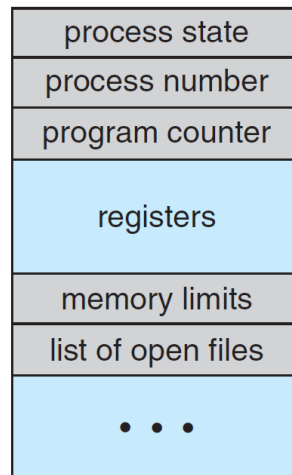 process state
process number
program counter
registers
memory limits
list of open files
• • •